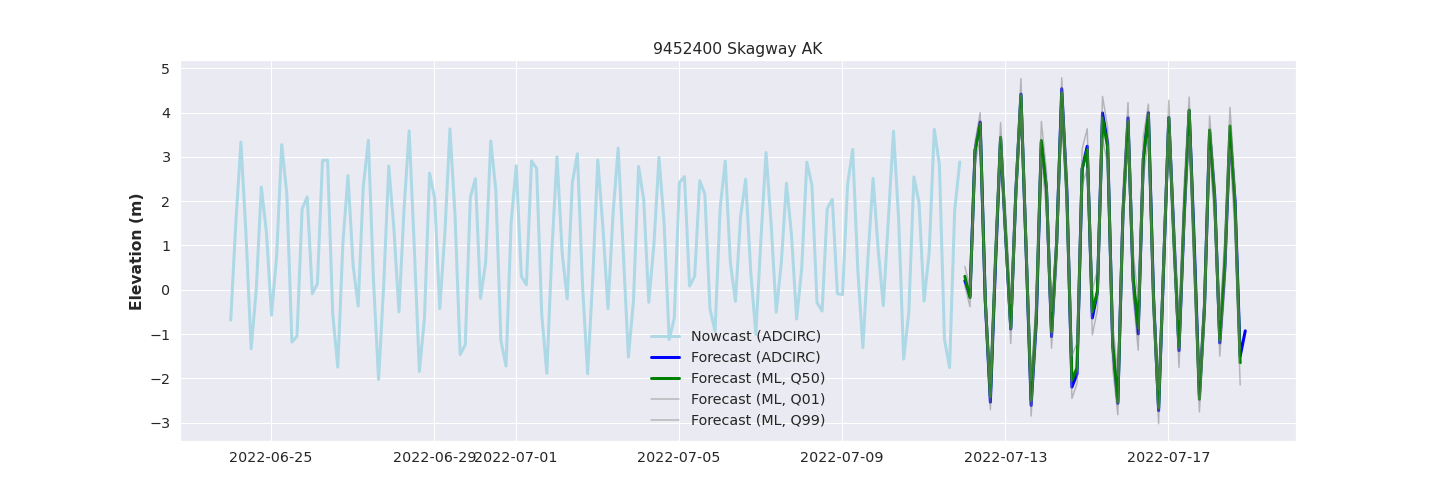 9452400 Skagway AK
Elevation (m)
5
4
3
2
1
0
−1
−2
−3
Nowcast (ADCIRC)
Forecast (ADCIRC)
Forecast (ML, Q50)
Forecast (ML, Q01)
Forecast (ML, Q99)
2022-06-25 2022-06-29 2022-07-01 2022-07-05 2022-07-09 2022-07-13 2022-07-17